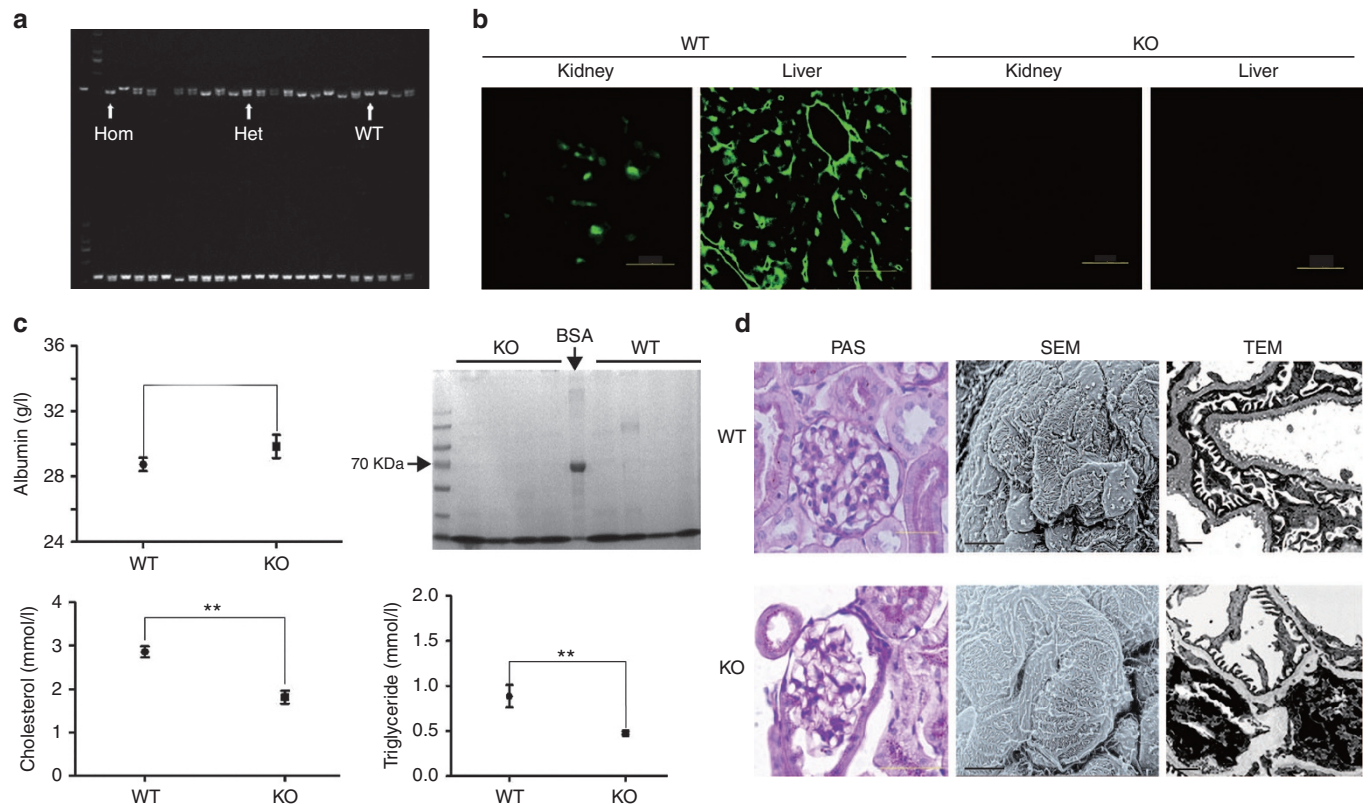 a
Hom
Het
WT
b
WT
KO
Kidney
Liver
Kidney
Liver
c
Albumin (g/l)
36
32
28
24
WT
KO
KO
BSA
WT
70 KDa
Cholesterol (mmol/l)
4
3
2
1
0
**
WT
KO
Triglyceride (mmol/l)
2.0
1.5
1.0
0.5
0.0
**
WT
KO
d
PAS
SEM
TEM
WT
KO